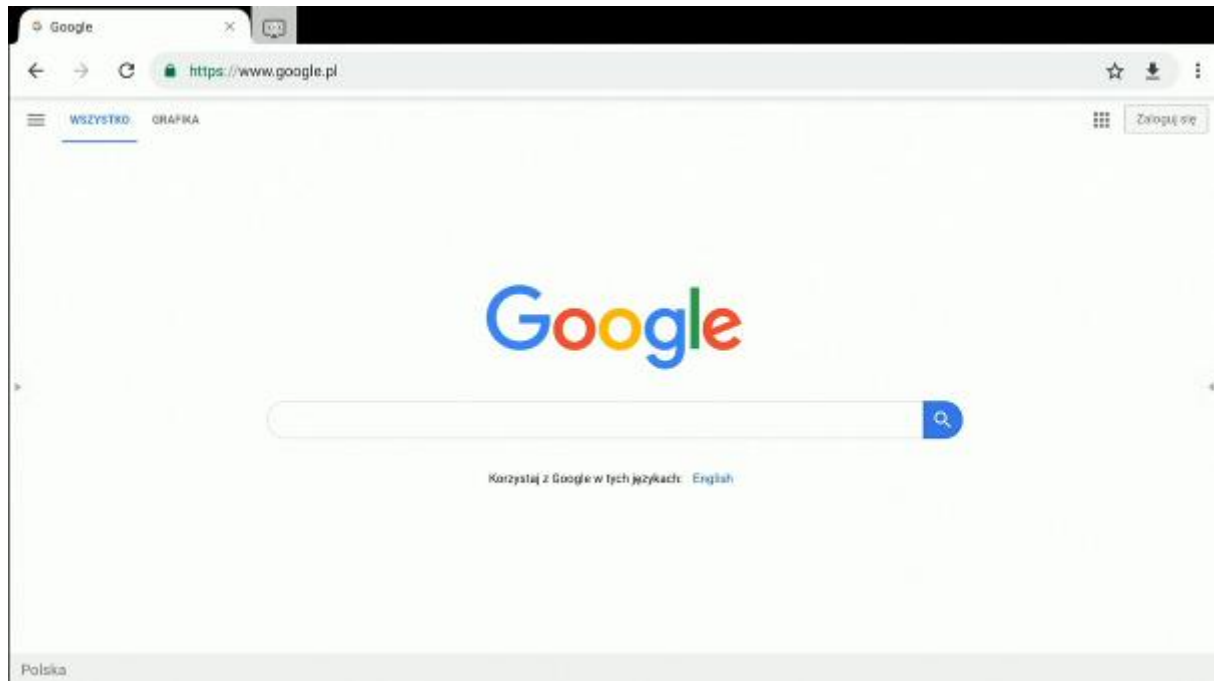 Google
https://www.google.pl
WSZYSTKO GRAFIKA
Zaloguj się
Google
Korzystaj z Google w tych językach: English
Polska